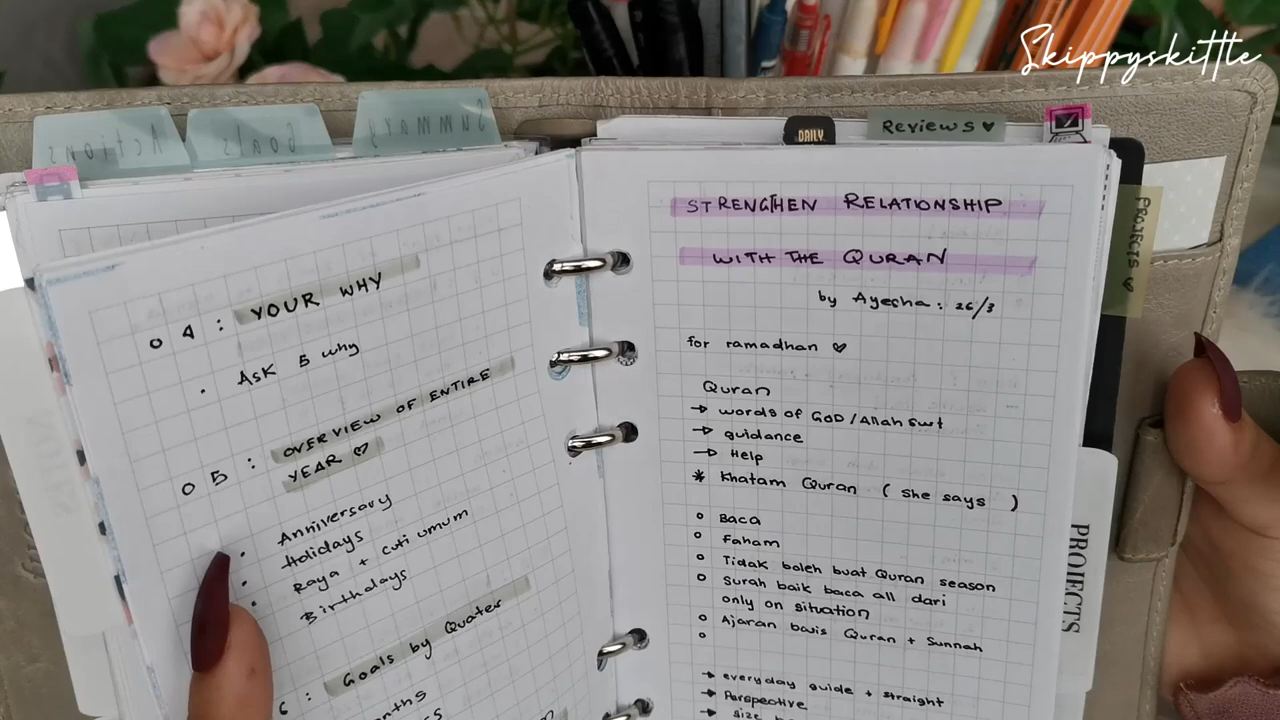 Skippyskittle
Summary
Goals
Actions
DAILY
Reviews
PROJECTS
PROJECTS
04: YOUR WHY
• Ask 5 why
05: OVERVIEW OF ENTIRE
YEAR ♡
• Anniversary
• Holidays
• Raya + cuti umum
Birthdays
6: Goals by Quater
STRENGTHEN RELATIONSHIP
WITH THE QURAN
by Ayecha: 26/3
for ramadhan ♡
Quran
→ words of GOD/Allah swt
→ guidance
→ Help
* Khatam Quran (she says )
o Baca
o Faham
o Tidak boleh buat Quran season
o Surah baik baca all dari
only on situation
o Ajaran basis Quran + Sunnah
o
→ everyday guide + straight
→ Perspective